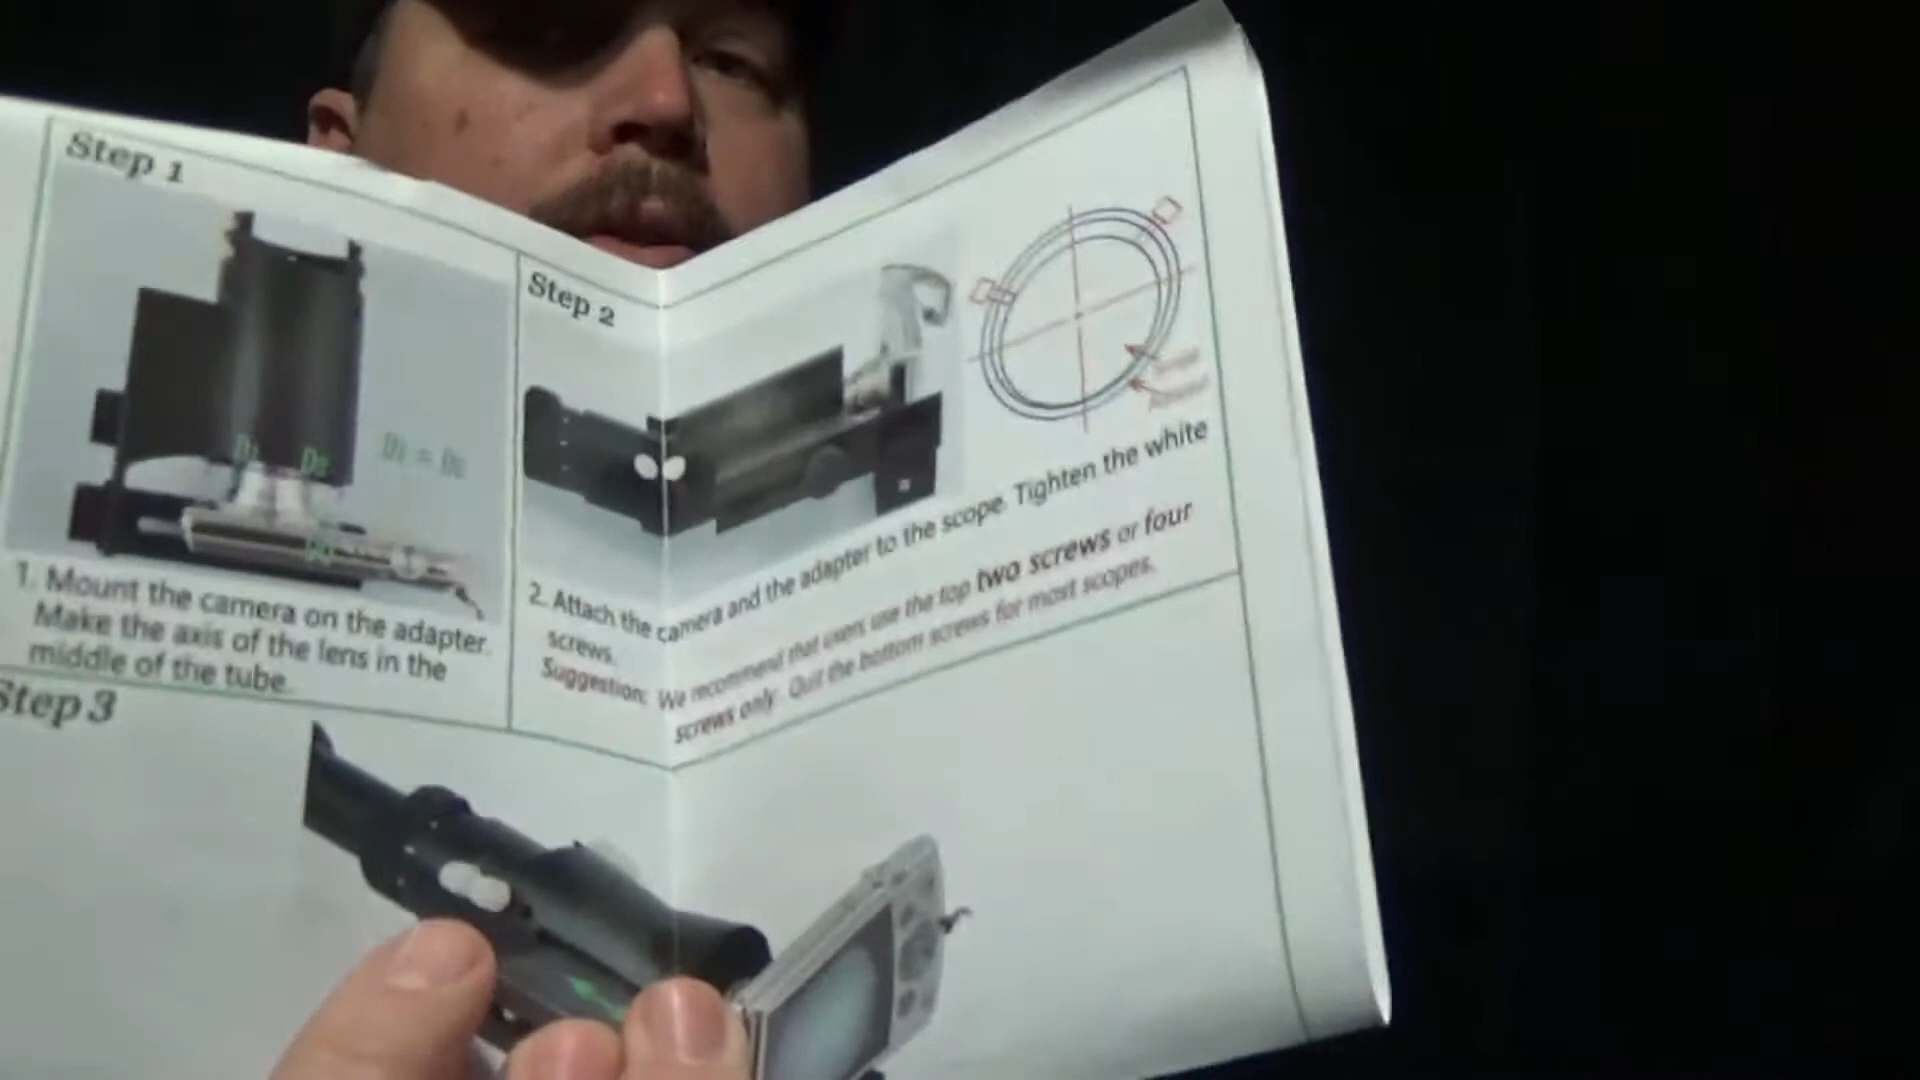 Step 1
D1 D2
D1 = D2
1. Mount the camera on the adapter.
Make the axis of the lens in the
middle of the tube.
Step 2
2. Attach the camera and the adapter to the scope. Tighten the white
screws.
Suggestion: We recommend that users use the top two screws or four
screws only. Quit the bottom screws for most scopes.
Step 3